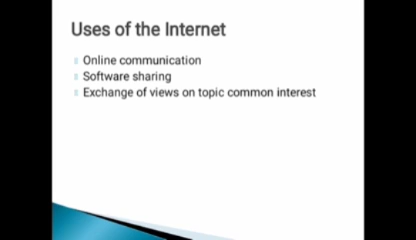 Uses of the Internet
Online communication
Software sharing
Exchange of views on topic common interest